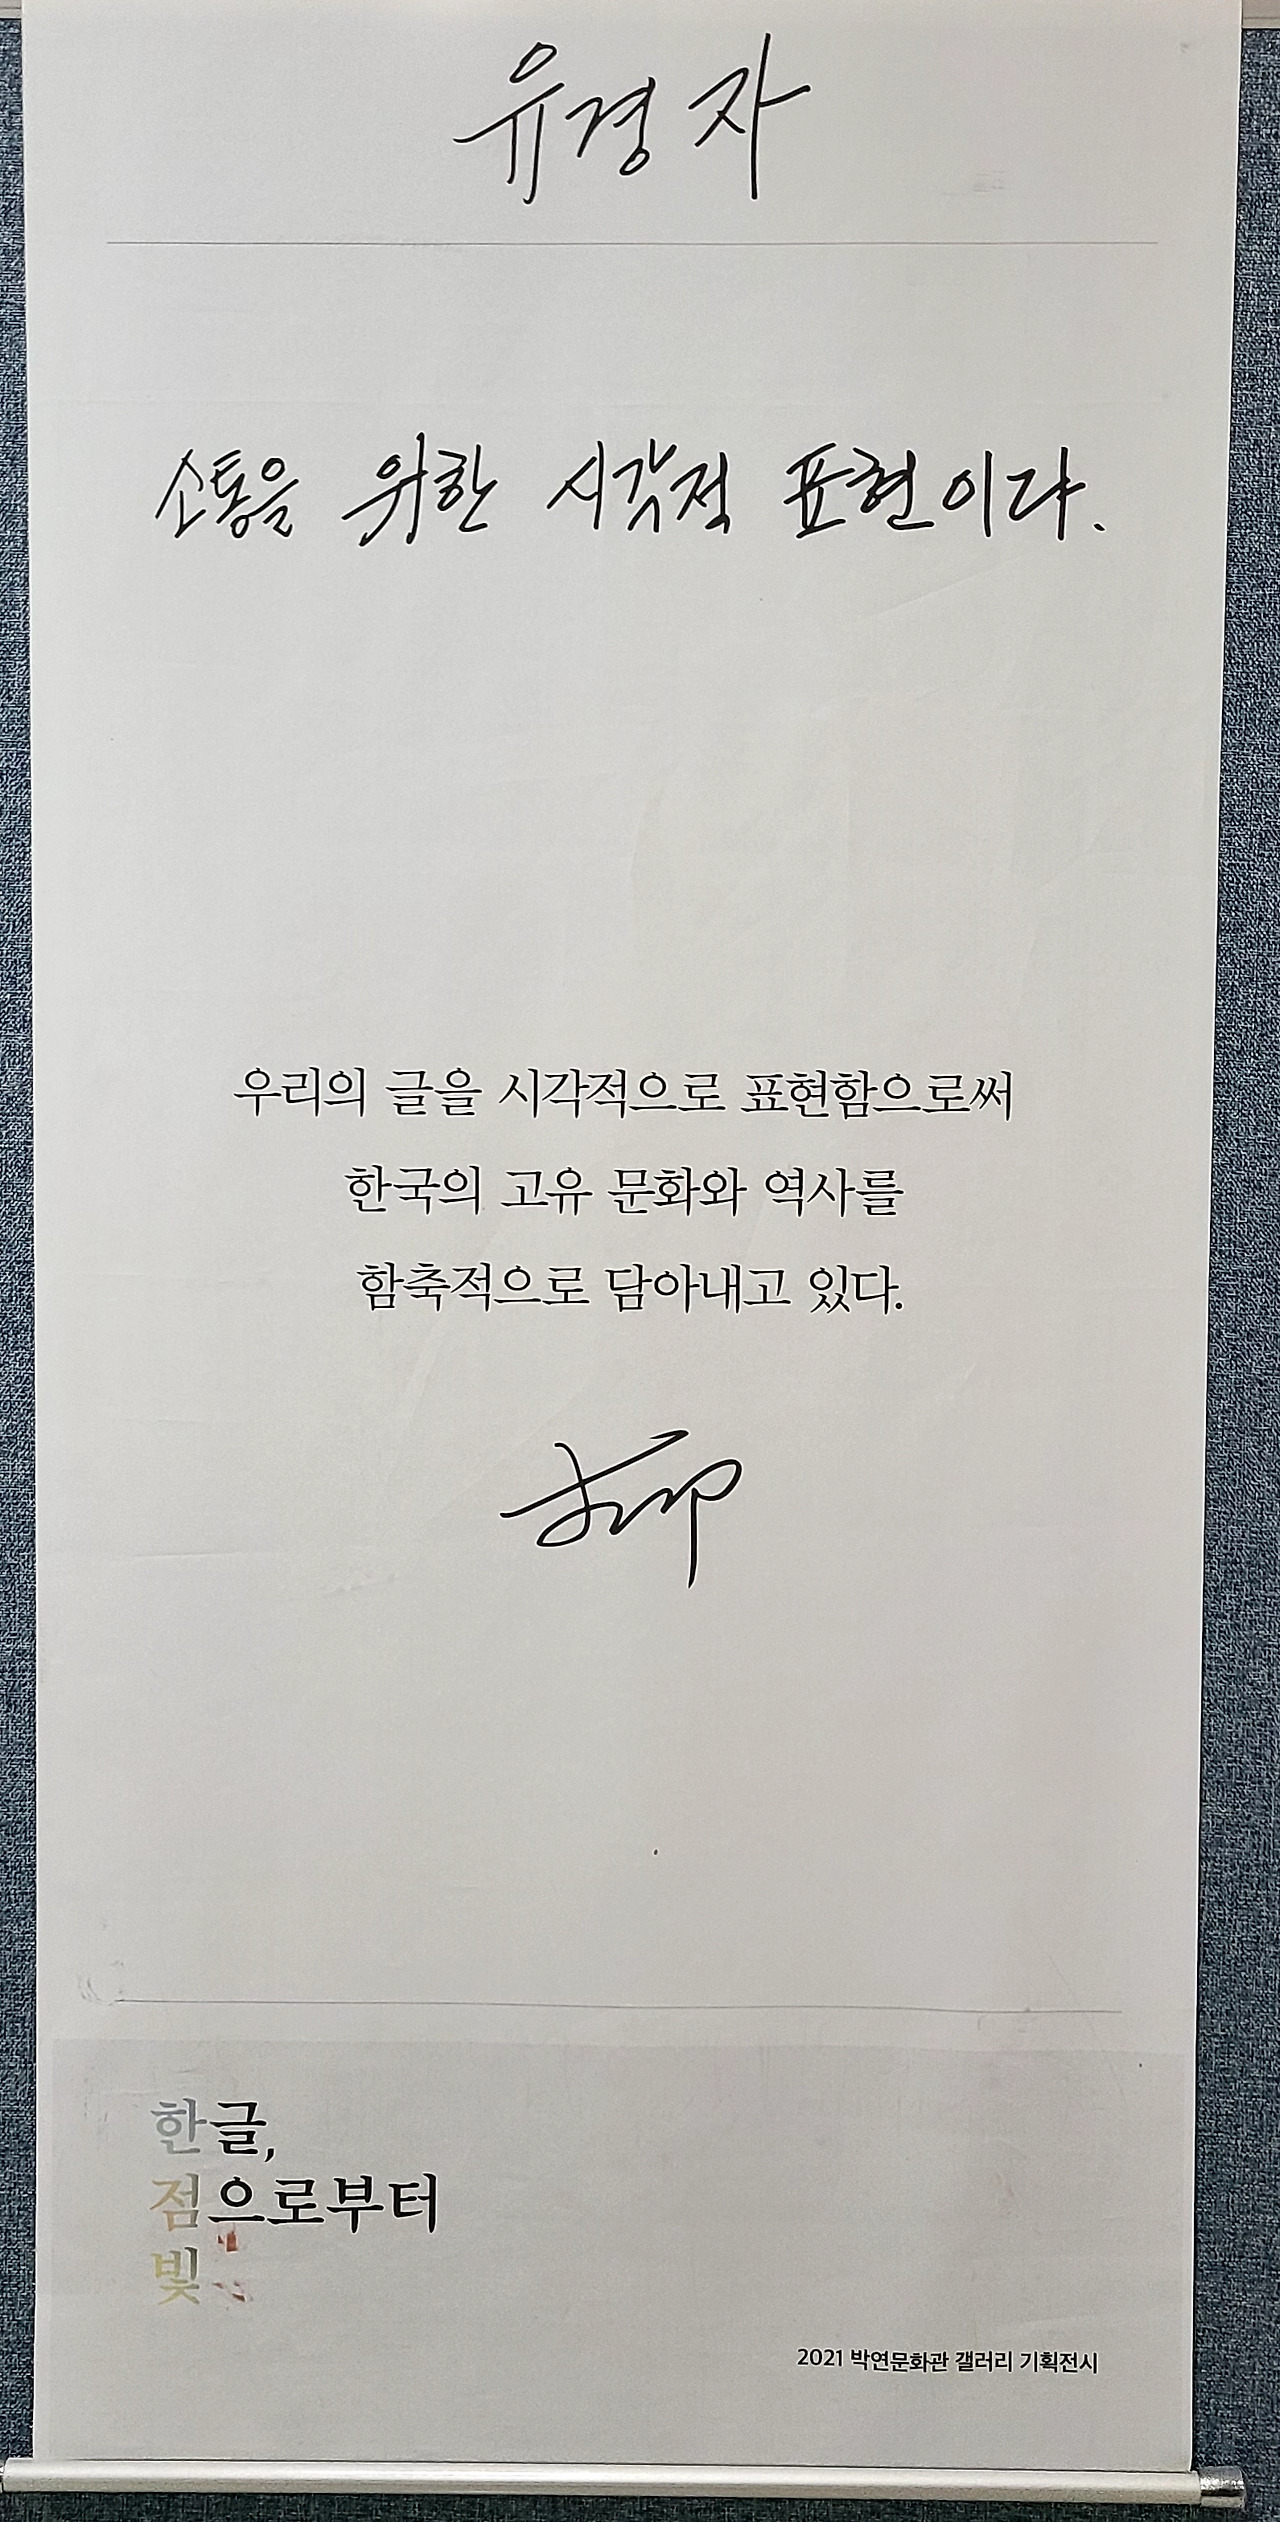 유경자
소통을 위한 시각적 표현이다.
우리의 글을 시각적으로 표현함으로써
한국의 고유 문화와 역사를
함축적으로 담아내고 있다.
한글,
점으로부터
빛
2021 박연문화관 갤러리 기획전시